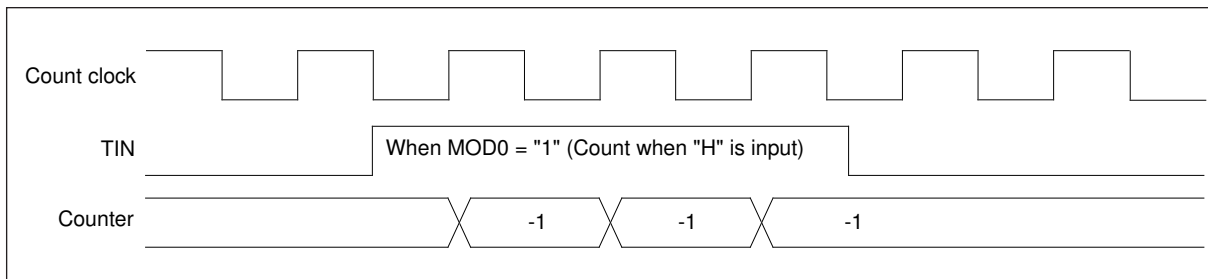 Count clock
TIN
When MOD0 = "1" (Count when "H" is input)
Counter
-1
-1
-1